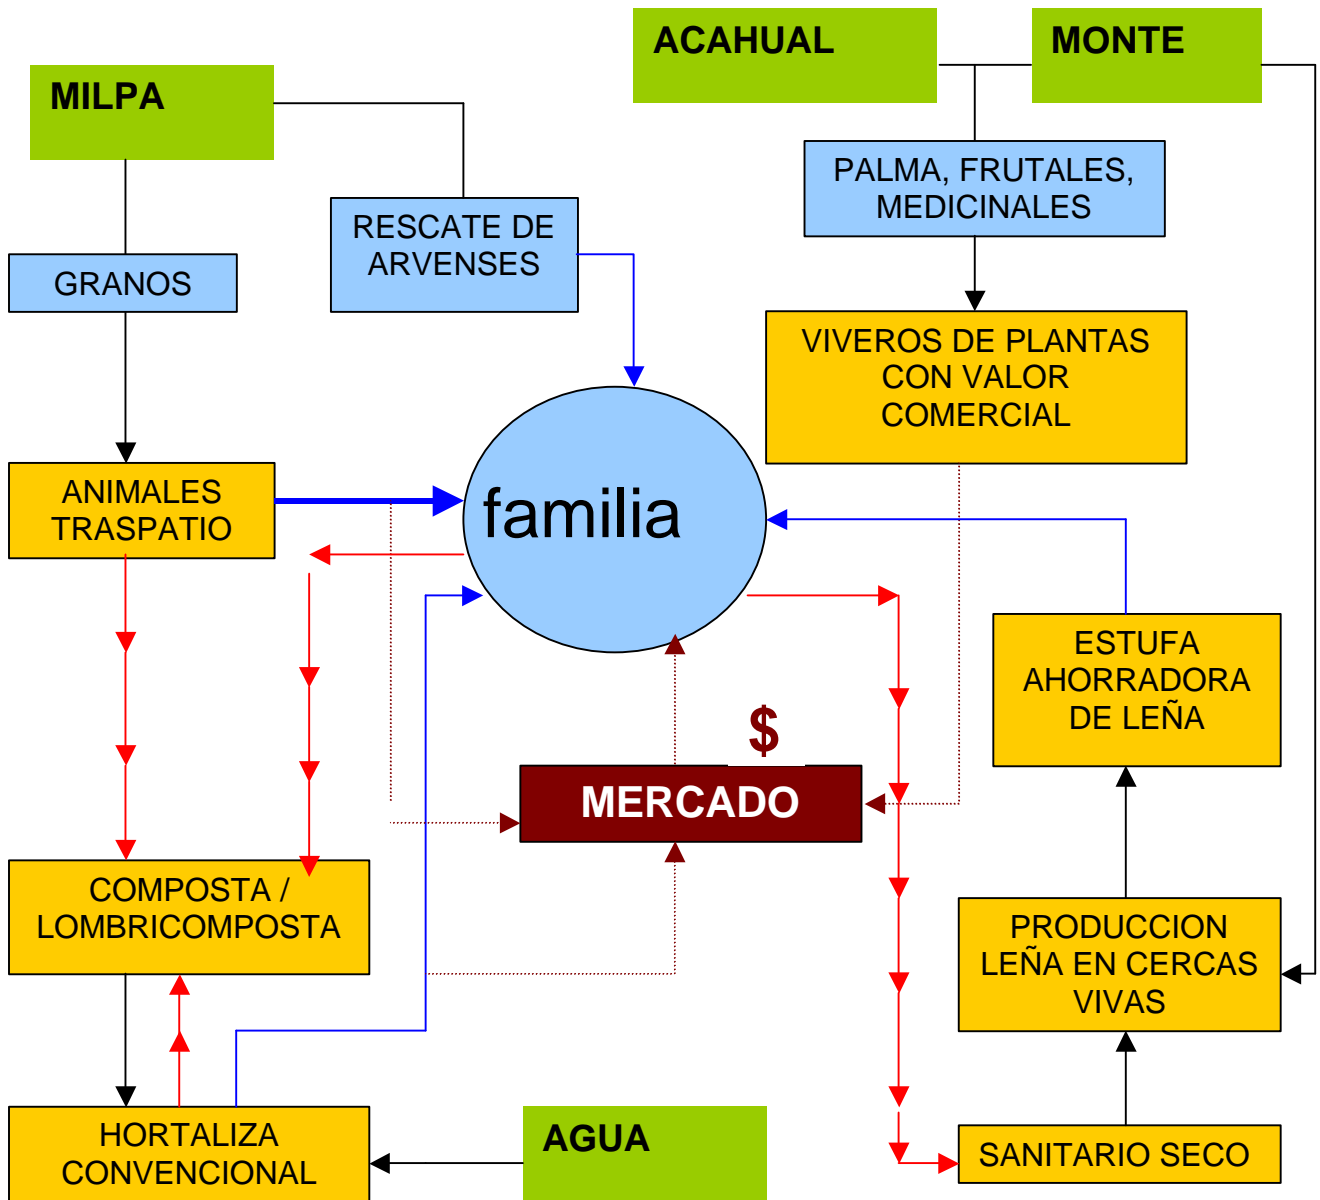 ACAHUAL
MONTE
MILPA
PALMA, FRUTALES,
MEDICINALES
RESCATE DE
ARVENSES
GRANOS
VIVEROS DE PLANTAS
CON VALOR
COMERCIAL
ANIMALES
TRASPATIO
familia
ESTUFA
AHORRADORA
DE LEÑA
$
MERCADO
COMPOSTA /
LOMBRICOMPOSTA
PRODUCCION
LEÑA EN CERCAS
VIVAS
HORTALIZA
CONVENCIONAL
AGUA
SANITARIO SECO